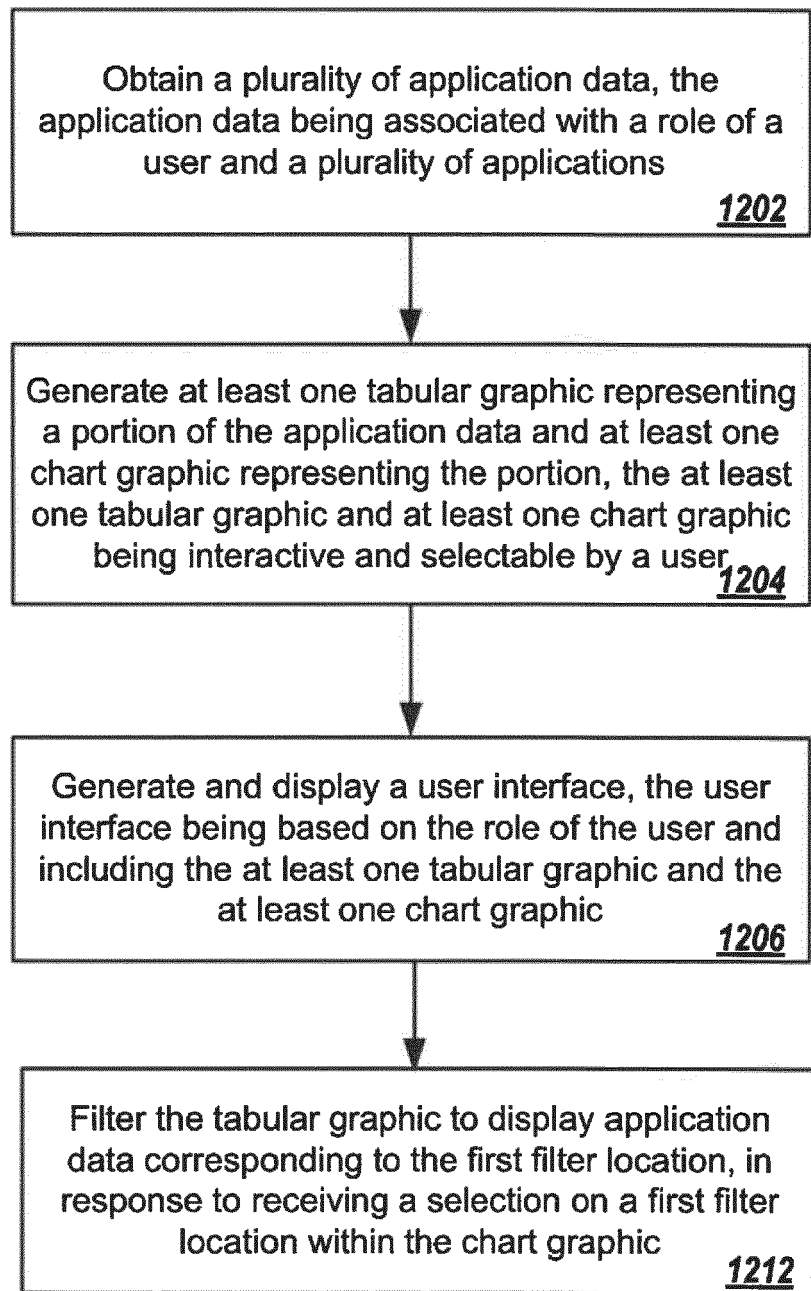 Obtain a plurality of application data, the
application data being associated with a role of a
user and a plurality of applications
1202
Generate at least one tabular graphic representing
a portion of the application data and at least one
chart graphic representing the portion, the at least
one tabular graphic and at least one chart graphic
being interactive and selectable by a user
1204
Generate and display a user interface, the user
interface being based on the role of the user and
including the at least one tabular graphic and the
at least one chart graphic
1206
Filter the tabular graphic to display application
data corresponding to the first filter location, in
response to receiving a selection on a first filter
location within the chart graphic
1212